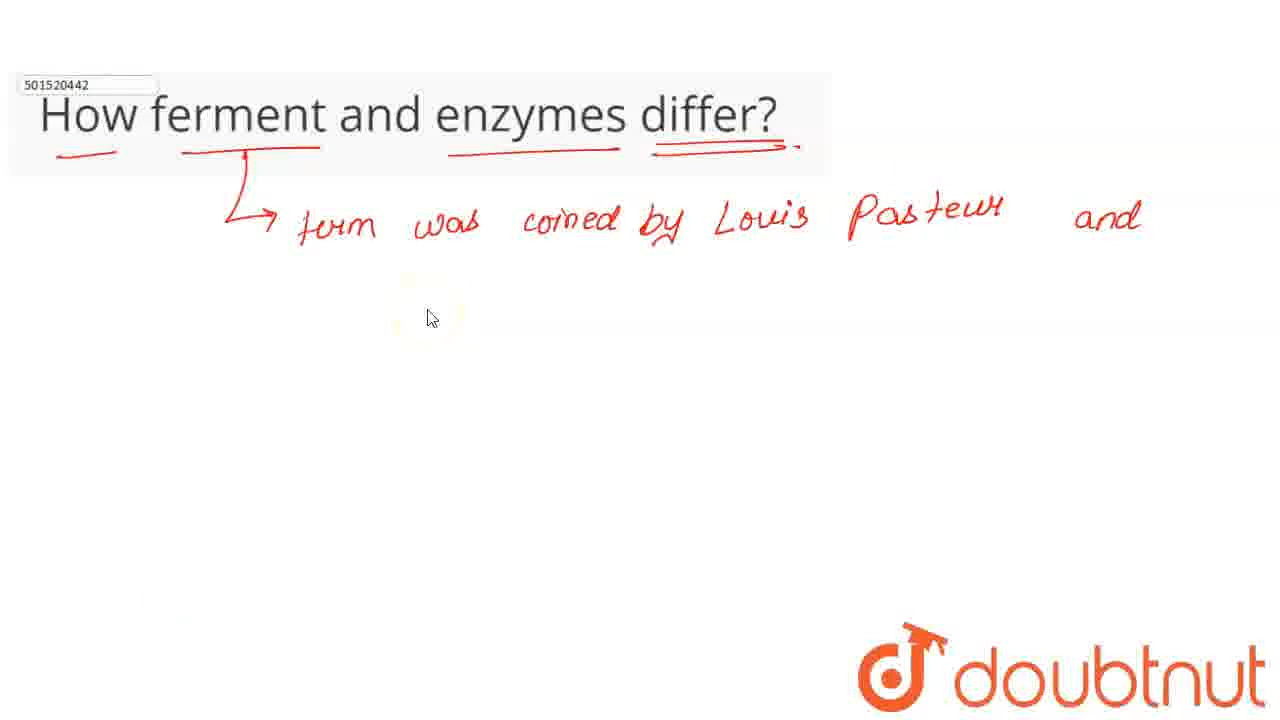 501520442
How ferment and enzymes differ?
term was coined by Louis Pasteur and
doubtnut